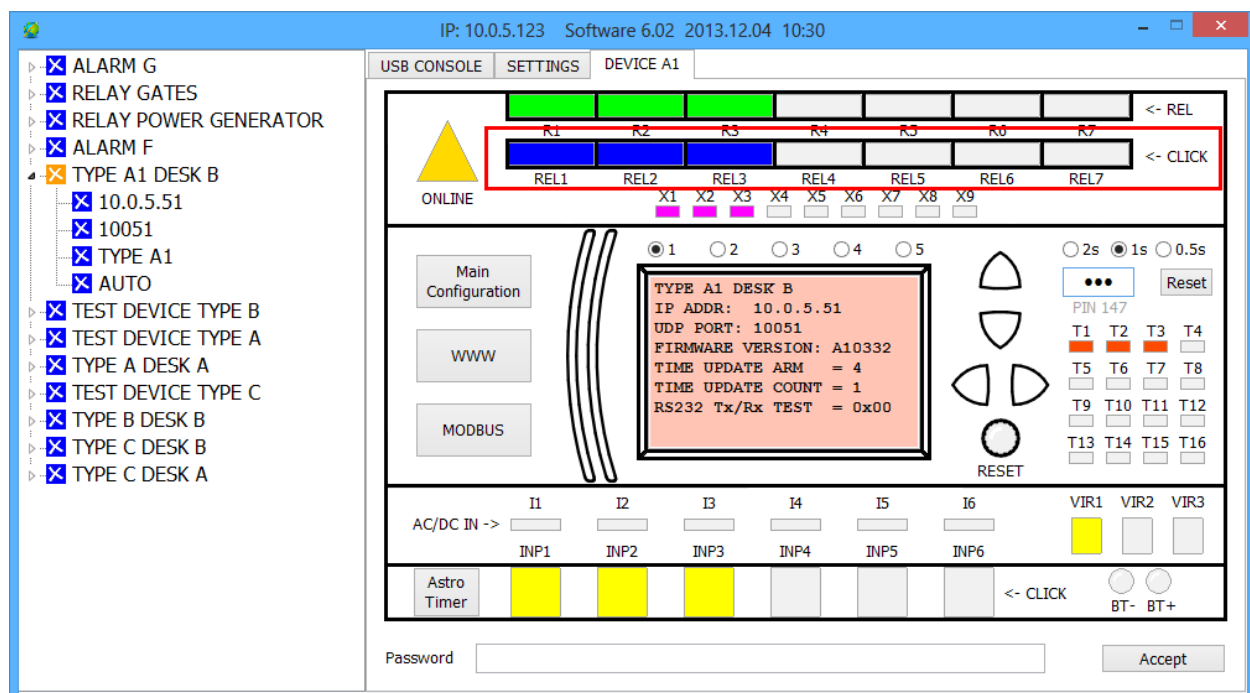 IP: 10.0.5.123 Software 6.02 2013.12.04 10:30
ALARM G
RELAY GATES
RELAY POWER GENERATOR
ALARM F
TYPE A1 DESK B
10.0.5.51
10051
TYPE A1
AUTO
TEST DEVICE TYPE B
TEST DEVICE TYPE A
TYPE A DESK A
TEST DEVICE TYPE C
TYPE B DESK B
TYPE C DESK B
TYPE C DESK A
USB CONSOLE SETTINGS DEVICE A1
<- REL
R1 R2 R3 R4 R5 R6 R7
<- CLICK
REL1 REL2 REL3 REL4 REL5 REL6 REL7
ONLINE
X1 X2 X3 X4 X5 X6 X7 X8 X9
Main
Configuration
WWW
MODBUS
1 2 3 4 5
TYPE A1 DESK B
IP ADDR: 10.0.5.51
UDP PORT: 10051
FIRMWARE VERSION: A10332
TIME UPDATE ARM = 4
TIME UPDATE COUNT = 1
RS232 Tx/Rx TEST = 0x00
RESET
2s 1s 0.5s
••• Reset
PIN 147
T1 T2 T3 T4
T5 T6 T7 T8
T9 T10 T11 T12
T13 T14 T15 T16
I1 I2 I3 I4 I5 I6 VIR1 VIR2 VIR3
AC/DC IN ->
INP1 INP2 INP3 INP4 INP5 INP6
Astro
Timer
<- CLICK
BT- BT+
Password Accept